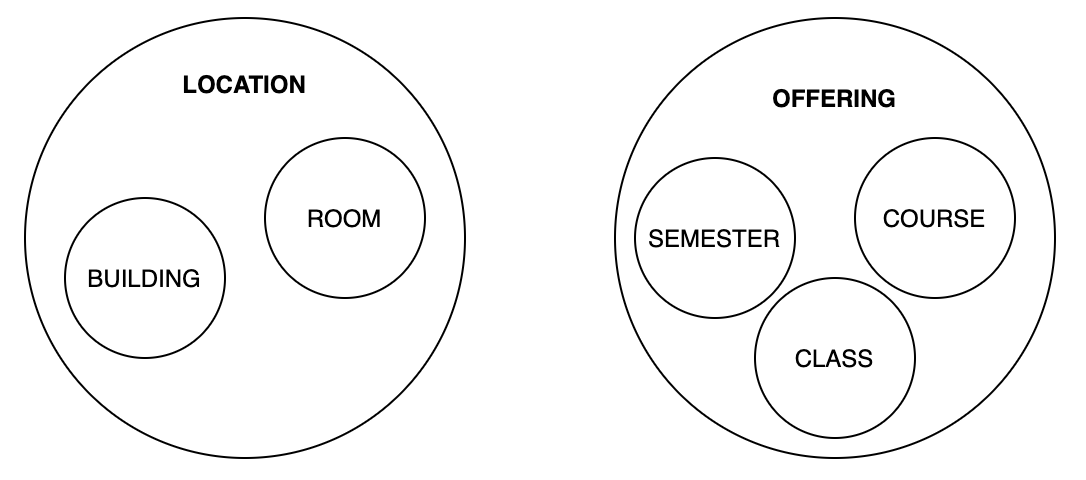 LOCATION
ROOM
BUILDING
OFFERING
SEMESTER
COURSE
CLASS